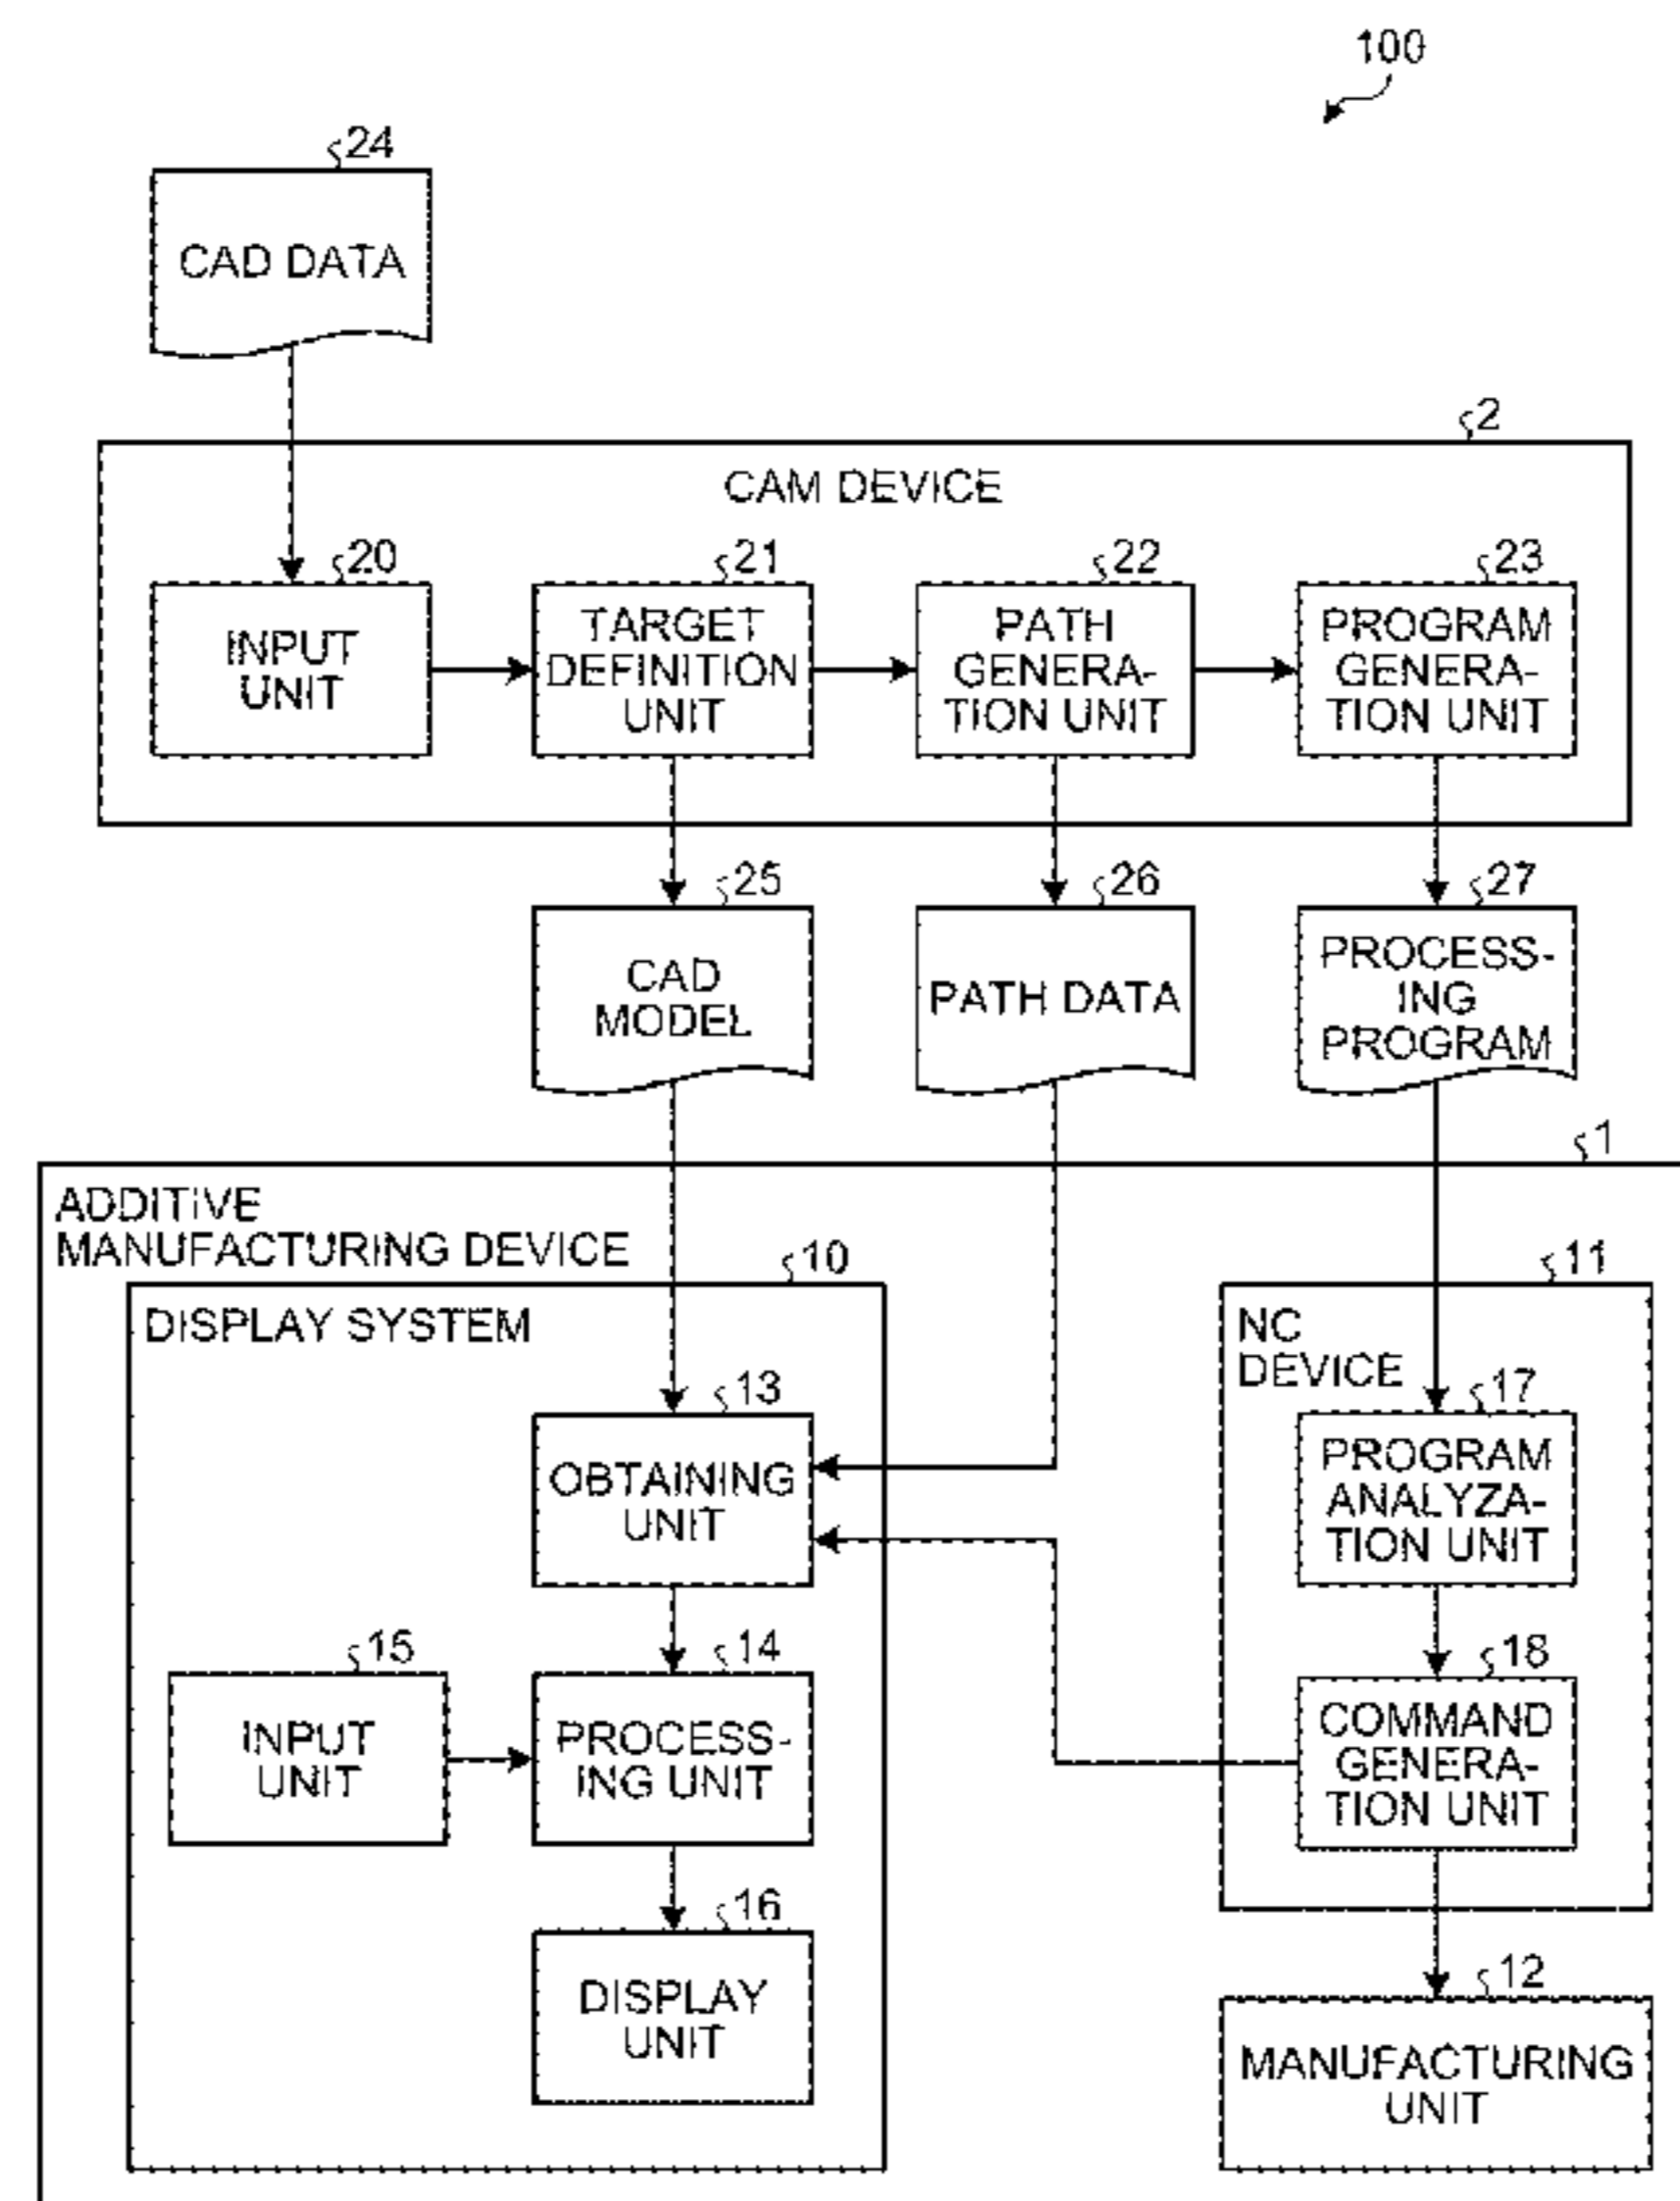 100
24
CAD DATA
2
CAM DEVICE
20
INPUT
UNIT
21
TARGET
DEFINITION
UNIT
22
PATH
GENERA-
TION UNIT
23
PROGRAM
GENERA-
TION UNIT
25
CAD
MODEL
26
PATH DATA
27
PROCESS-
ING
PROGRAM
1
ADDITIVE
MANUFACTURING DEVICE
10
DISPLAY SYSTEM
13
OBTAINING
UNIT
15
INPUT
UNIT
14
PROCESS-
ING UNIT
16
DISPLAY
UNIT
11
NC
DEVICE
17
PROGRAM
ANALYZA-
TION UNIT
18
COMMAND
GENERA-
TION UNIT
12
MANUFACTURING
UNIT